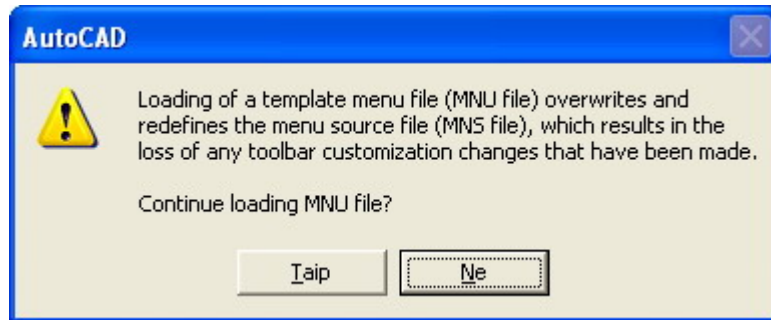 AutoCAD
Loading of a template menu file (MNU file) overwrites and
redefines the menu source file (MNS file), which results in the
loss of any toolbar customization changes that have been made.
Continue loading MNU file?
Taip Ne